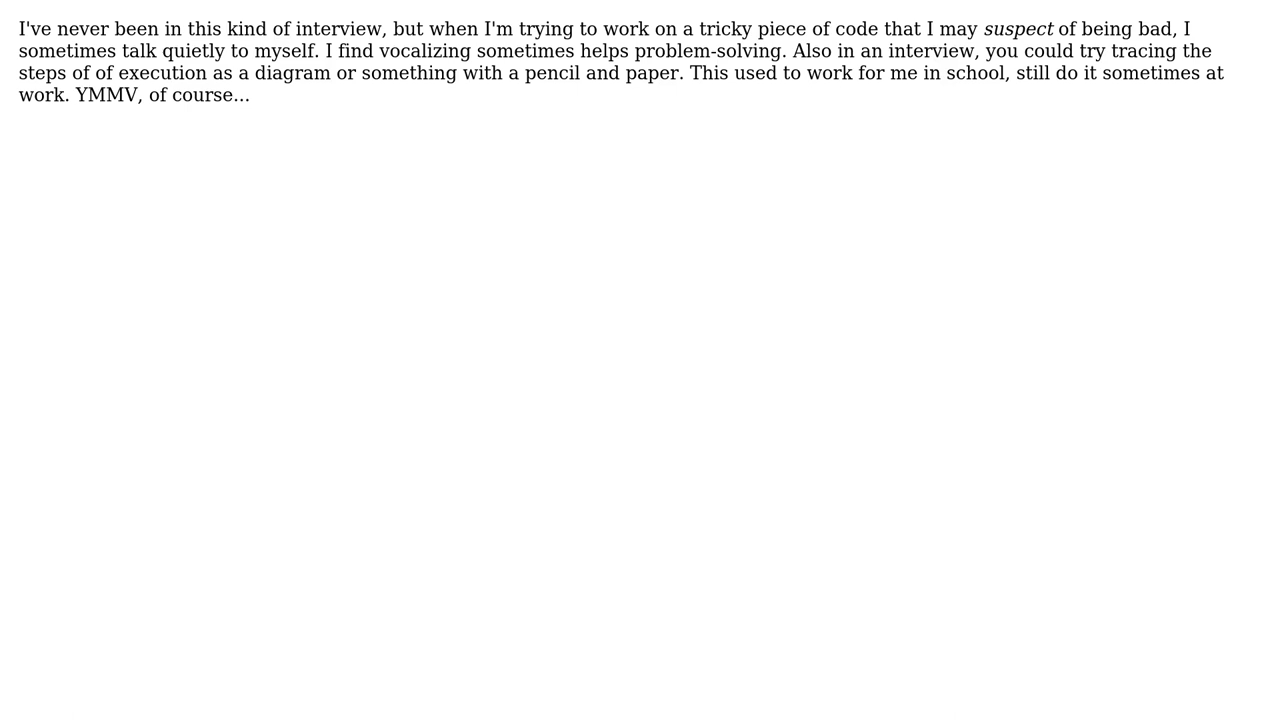 I've never been in this kind of interview, but when I'm trying to work on a tricky piece of code that I may suspect of being bad, I
sometimes talk quietly to myself. I find vocalizing sometimes helps problem-solving. Also in an interview, you could try tracing the
steps of of execution as a diagram or something with a pencil and paper. This used to work for me in school, still do it sometimes at
work. YMMV, of course...